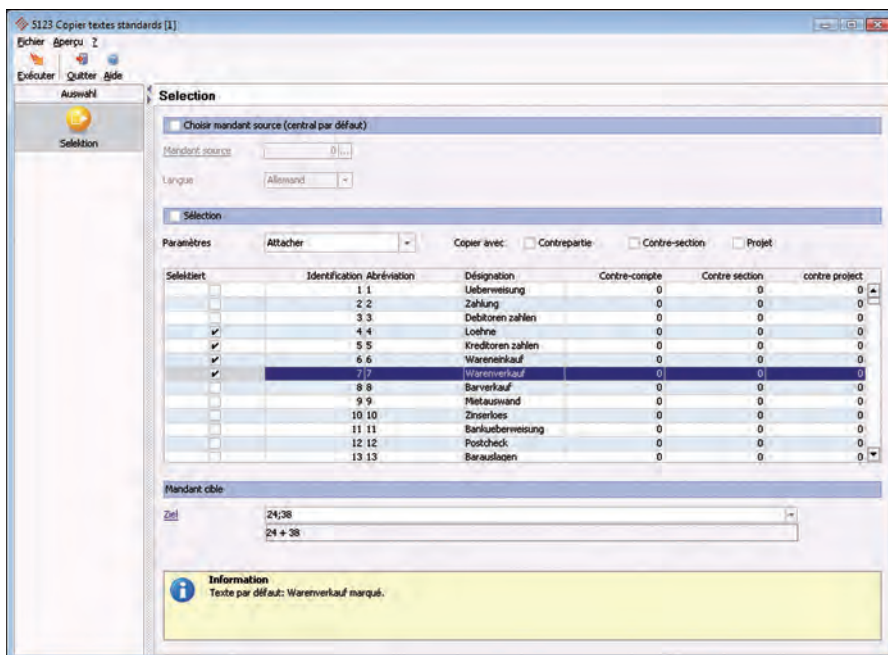 5123 Copier textes standards [1]
Fichier Aperçu ?
Exécuter Quitter Aide
Auswahl
Selektion
Selection
Choisir mandant source (central par défaut)
Mandant source 0 ...
Langue Allemand
Sélection
Paramètres Attacher Copier avec Contrepartie Contre-section Projet
Selektiert Identification Abréviation Désignation Contre-compte Contre section contre project
1 1 Ueberweisung 0 0 0
2 2 Zahlung 0 0 0
3 3 Debitoren zahlen 0 0 0
4 4 Loehne 0 0 0
5 5 Kreditoren zahlen 0 0 0
6 6 Wareneinkauf 0 0 0
7 7 Warenverkauf 0 0 0
8 8 Barverkauf 0 0 0
9 9 Mietauswand 0 0 0
10 10 Zinserloes 0 0 0
11 11 Bankueberweisung 0 0 0
12 12 Postcheck 0 0 0
13 13 Barauslagen 0 0 0
Mandant cible
Ziel 24;38
24 + 38
Information
Texte par défaut: Warenverkauf marqué.